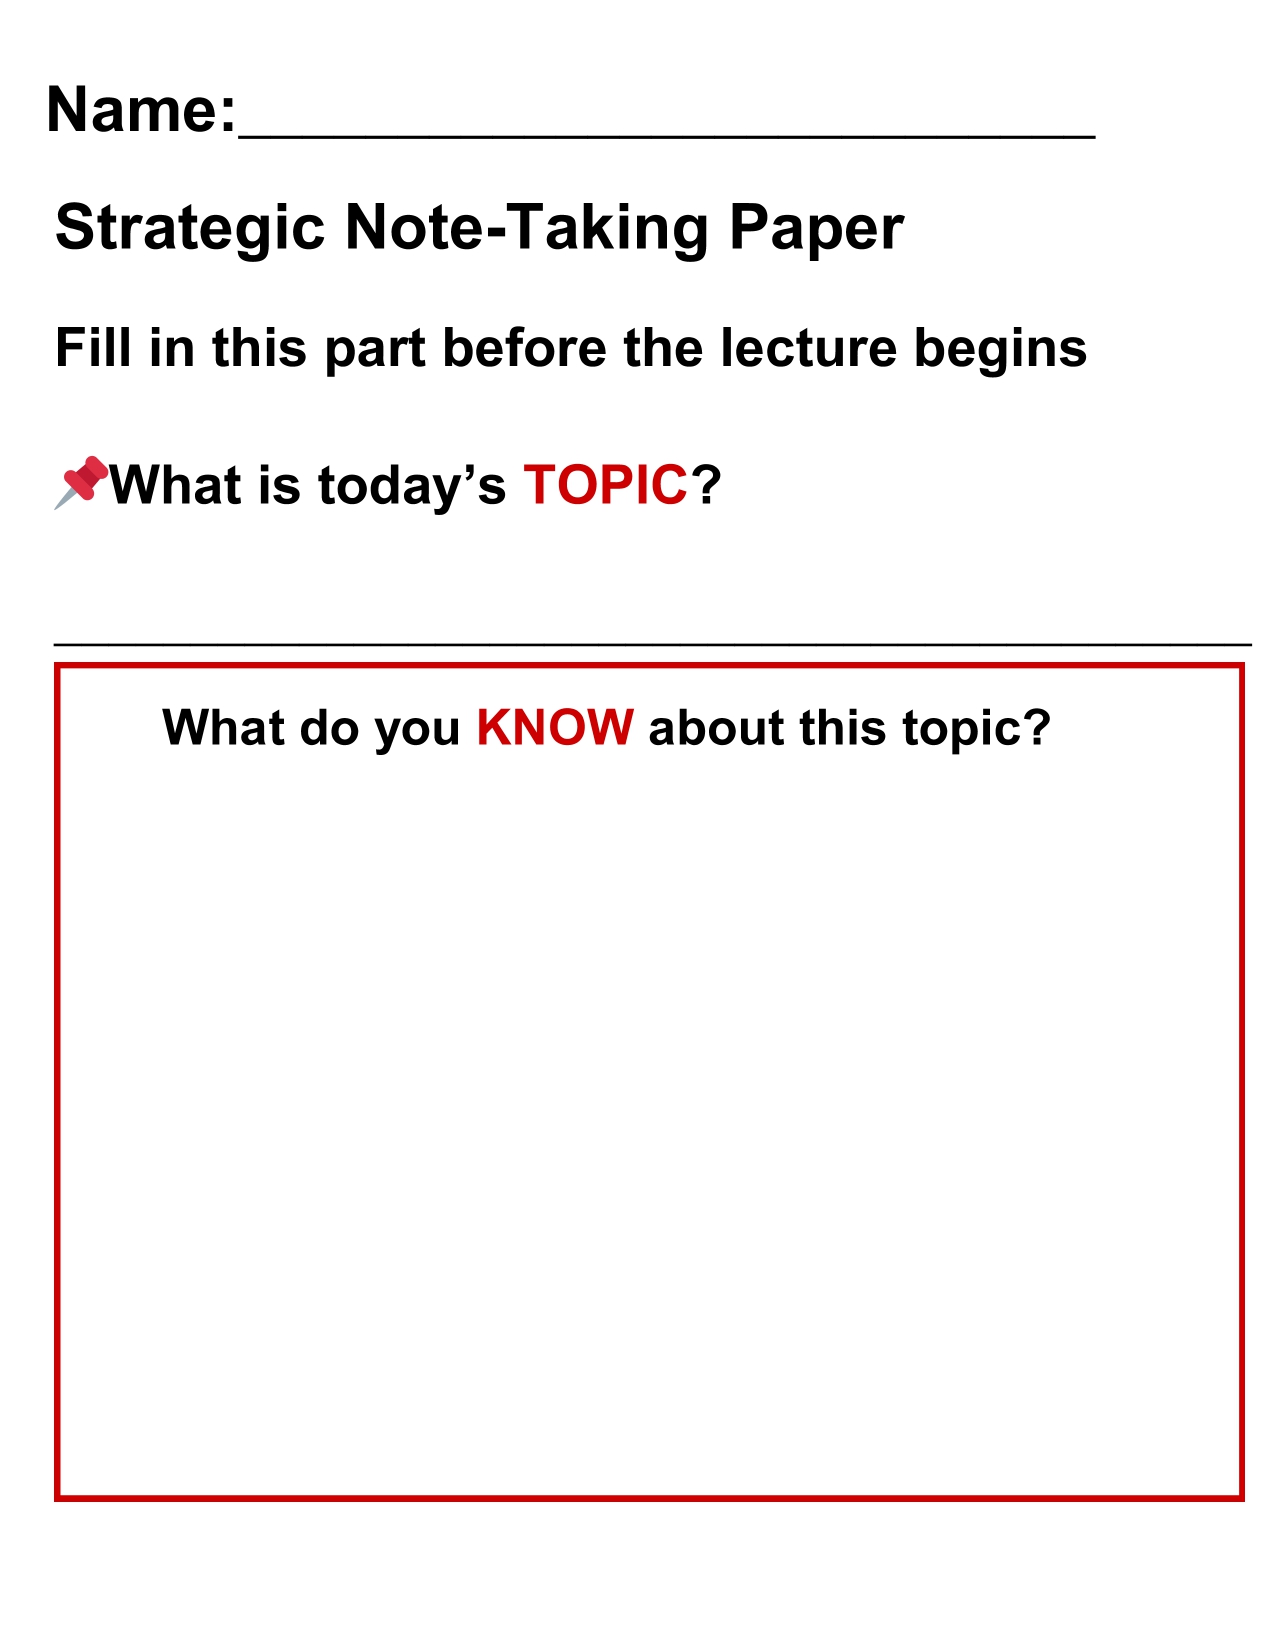 Name:___________________________
Strategic Note-Taking Paper
Fill in this part before the lecture begins
📌What is today’s TOPIC?
____________________________________________
What do you KNOW about this topic?